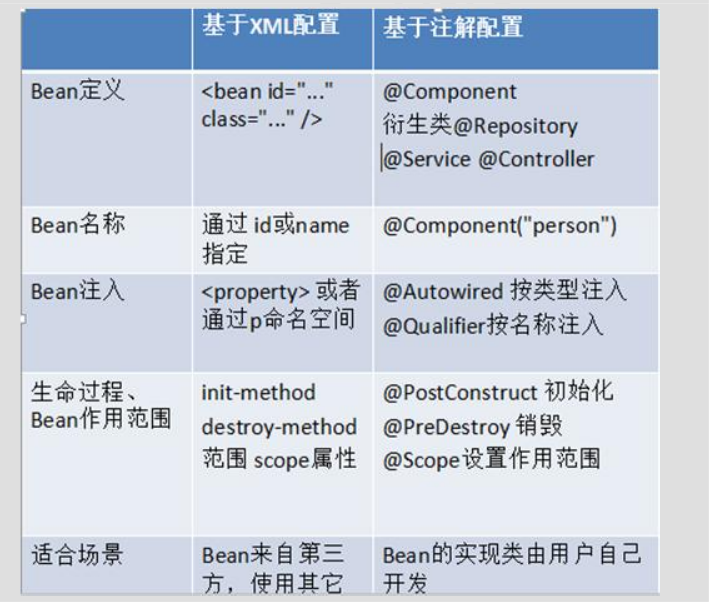 基于XML配置
基于注解配置
Bean定义
<bean id="..."
class="..." />
@Component
衍生类@Repository
@Service @Controller
Bean名称
通过 id或name
指定
@Component("person")
Bean注入
<property> 或者
通过p命名空间
@Autowired 按类型注入
@Qualifier按名称注入
生命过程、
Bean作用范围
init-method
destroy-method
范围 scope属性
@PostConstruct 初始化
@PreDestroy 销毁
@Scope设置作用范围
适合场景
Bean来自第三
方，使用其它
Bean的实现类由用户自己
开发